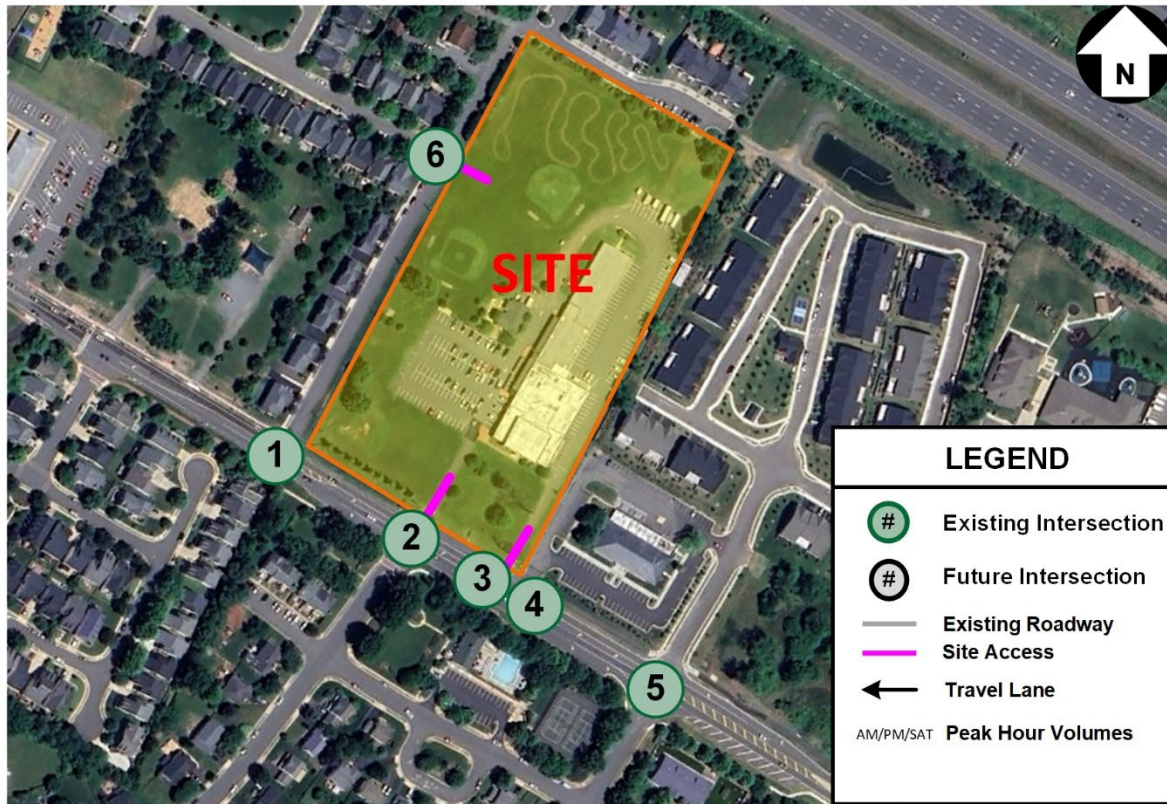 N
6
SITE
1
2
3
4
5
LEGEND
# Existing Intersection
# Future Intersection
Existing Roadway
Site Access
Travel Lane
AM/PM/SAT Peak Hour Volumes